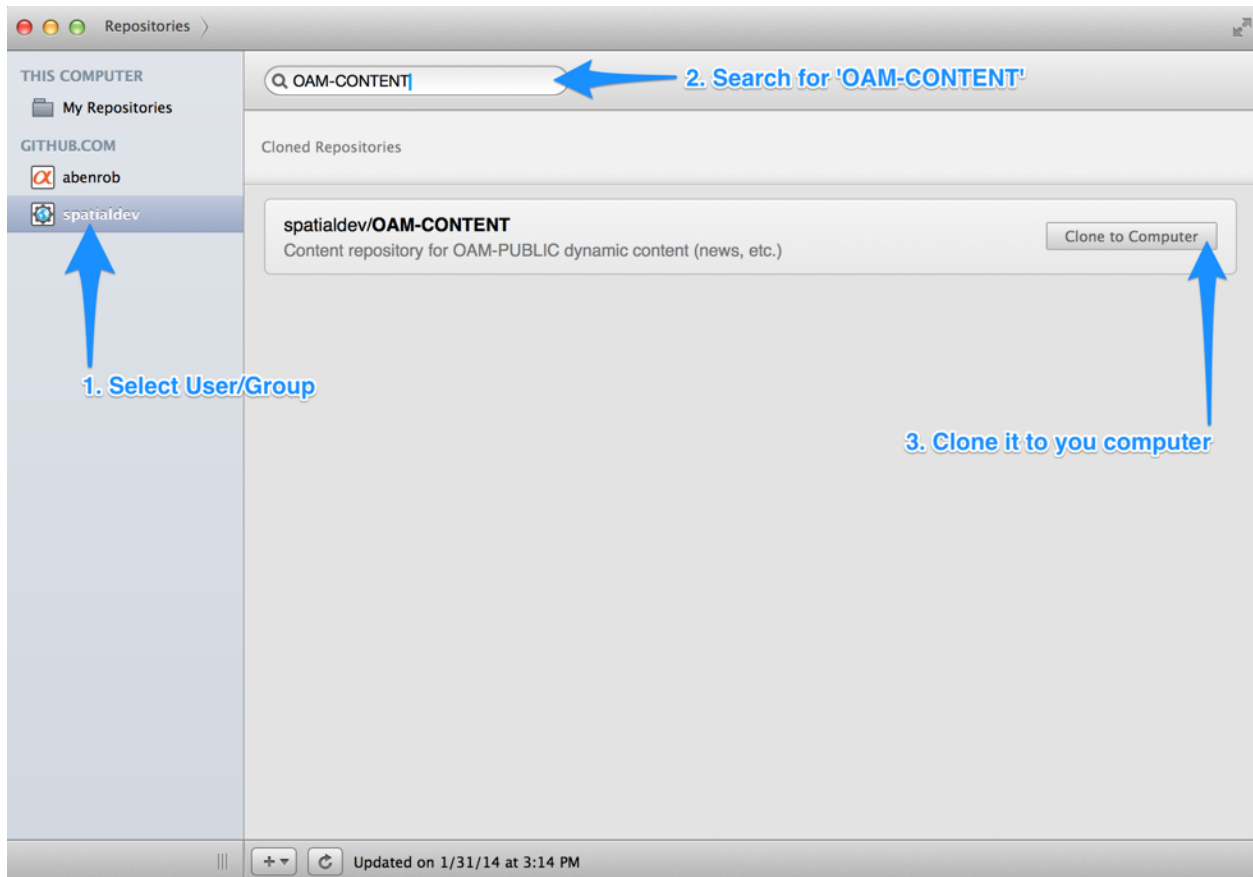 Repositories
THIS COMPUTER
My Repositories
GITHUB.COM
abenrob
spatialdev
OAM-CONTENT
2. Search for 'OAM-CONTENT'
Cloned Repositories
spatialdev/OAM-CONTENT
Content repository for OAM-PUBLIC dynamic content (news, etc.)
Clone to Computer
1. Select User/Group
3. Clone it to you computer
Updated on 1/31/14 at 3:14 PM